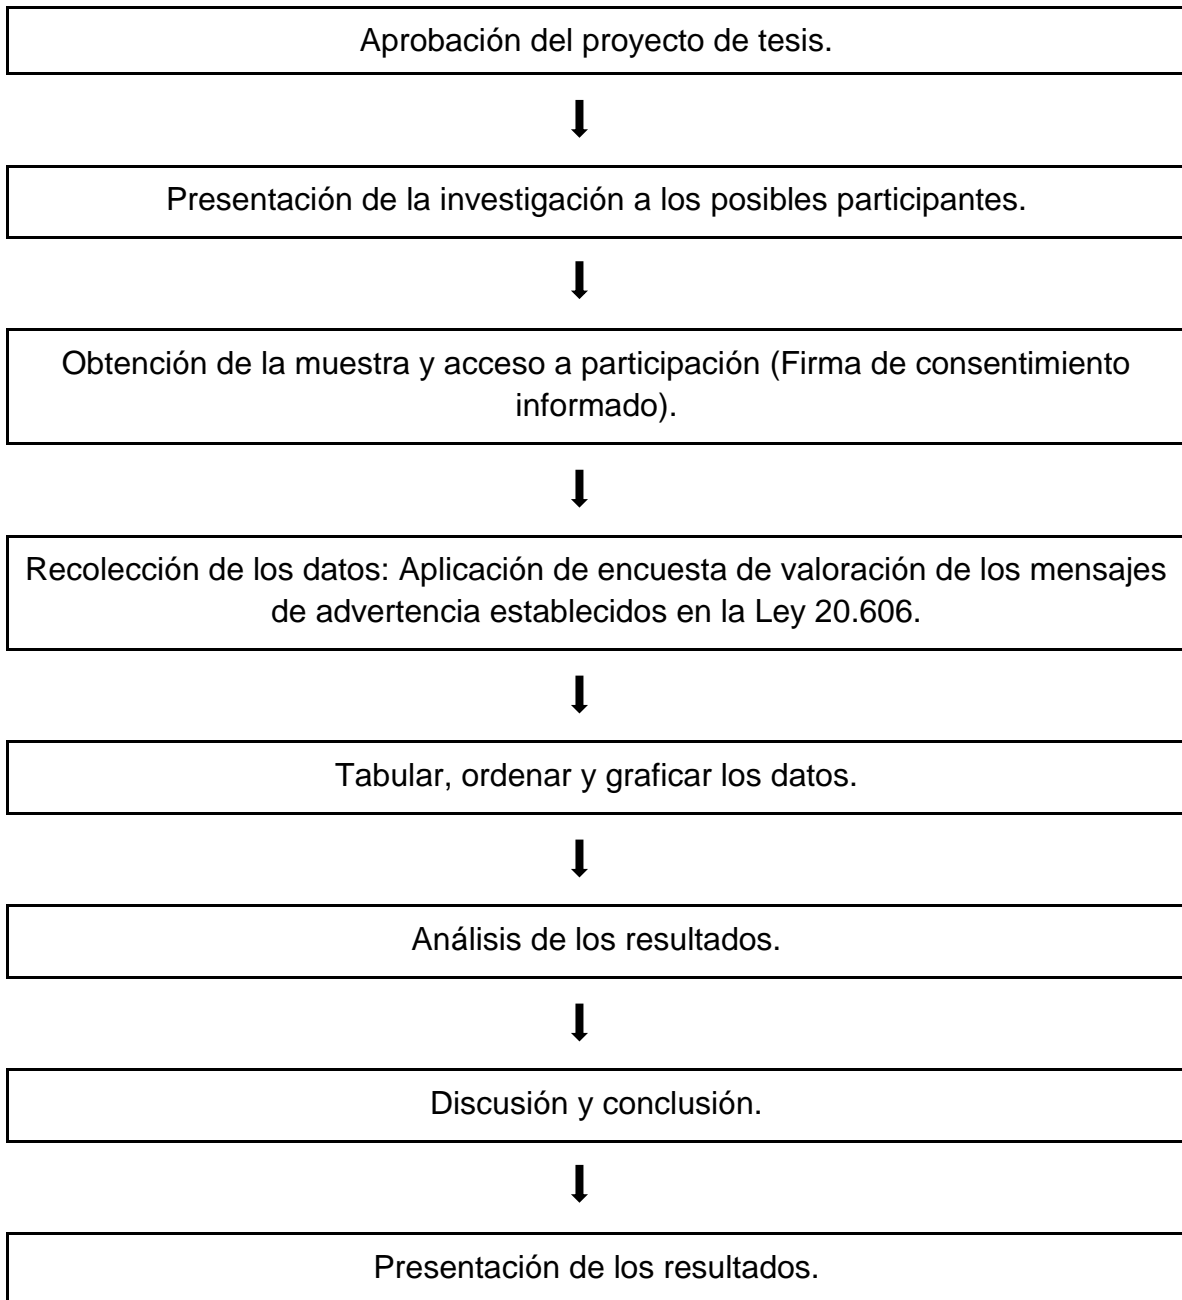 Aprobación del proyecto de tesis.
Presentación de la investigación a los posibles participantes.
Obtención de la muestra y acceso a participación (Firma de consentimiento
informado).
Recolección de los datos: Aplicación de encuesta de valoración de los mensajes
de advertencia establecidos en la Ley 20.606.
Tabular, ordenar y graficar los datos.
Análisis de los resultados.
Discusión y conclusión.
Presentación de los resultados.